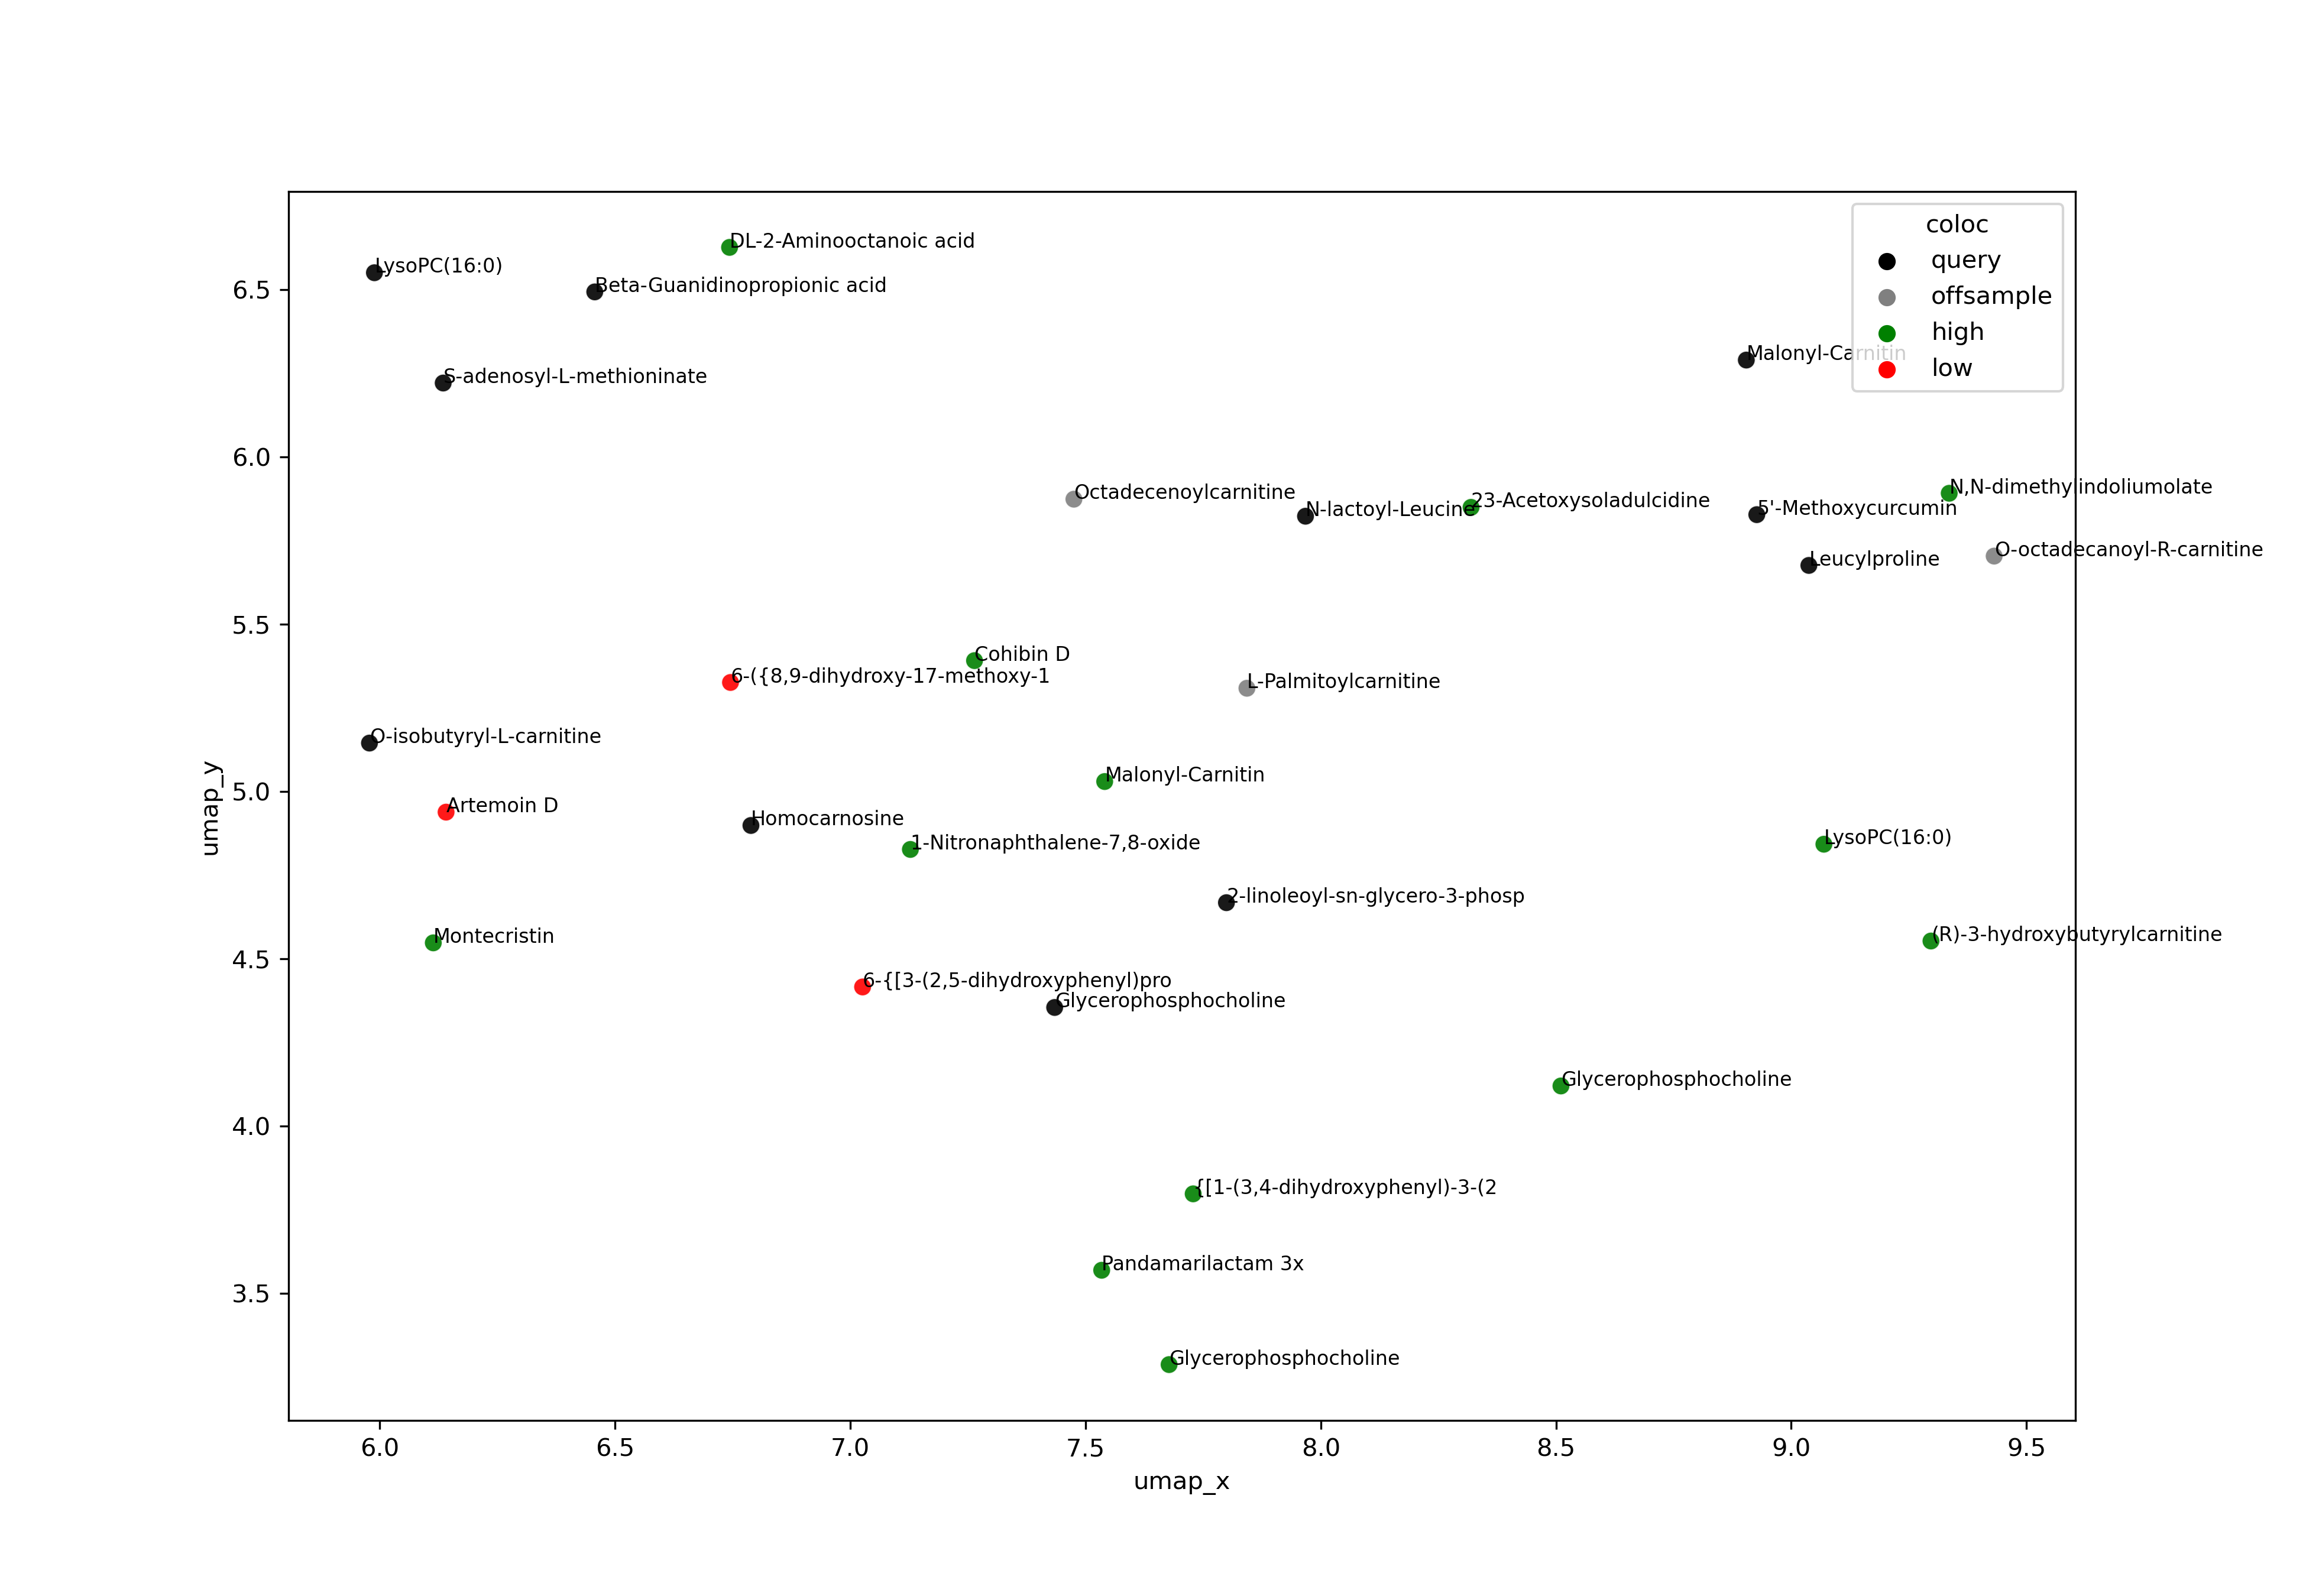 coloc
query
offsample
high
low
DL-2-Aminooctanoic acid
LysoPC(16:0)
Beta-Guanidinopropionic acid
S-adenosyl-L-methioninate
Malonyl-Carnitin
Octadecenoylcarnitine
N-lactoyl-Leucine
23-Acetoxysoladulcidine
5'-Methoxycurcumin
N,N-dimethylindoliumolate
O-octadecanoyl-R-carnitine
Leucylproline
Cohibin D
6-({8,9-dihydroxy-17-methoxy-1
L-Palmitoylcarnitine
O-isobutyryl-L-carnitine
Malonyl-Carnitin
Artemoin D
Homocarnosine
1-Nitronaphthalene-7,8-oxide
LysoPC(16:0)
2-linoleoyl-sn-glycero-3-phosp
Montecristin
(R)-3-hydroxybutyrylcarnitine
6-{[3-(2,5-dihydroxyphenyl)pro
Glycerophosphocholine
Glycerophosphocholine
{[1-(3,4-dihydroxyphenyl)-3-(2
Pandamarilactam 3x
Glycerophosphocholine
6.5
6.0
5.5
5.0
4.5
4.0
3.5
umap_y
6.0 6.5 7.0 7.5 8.0 8.5 9.0 9.5
umap_x